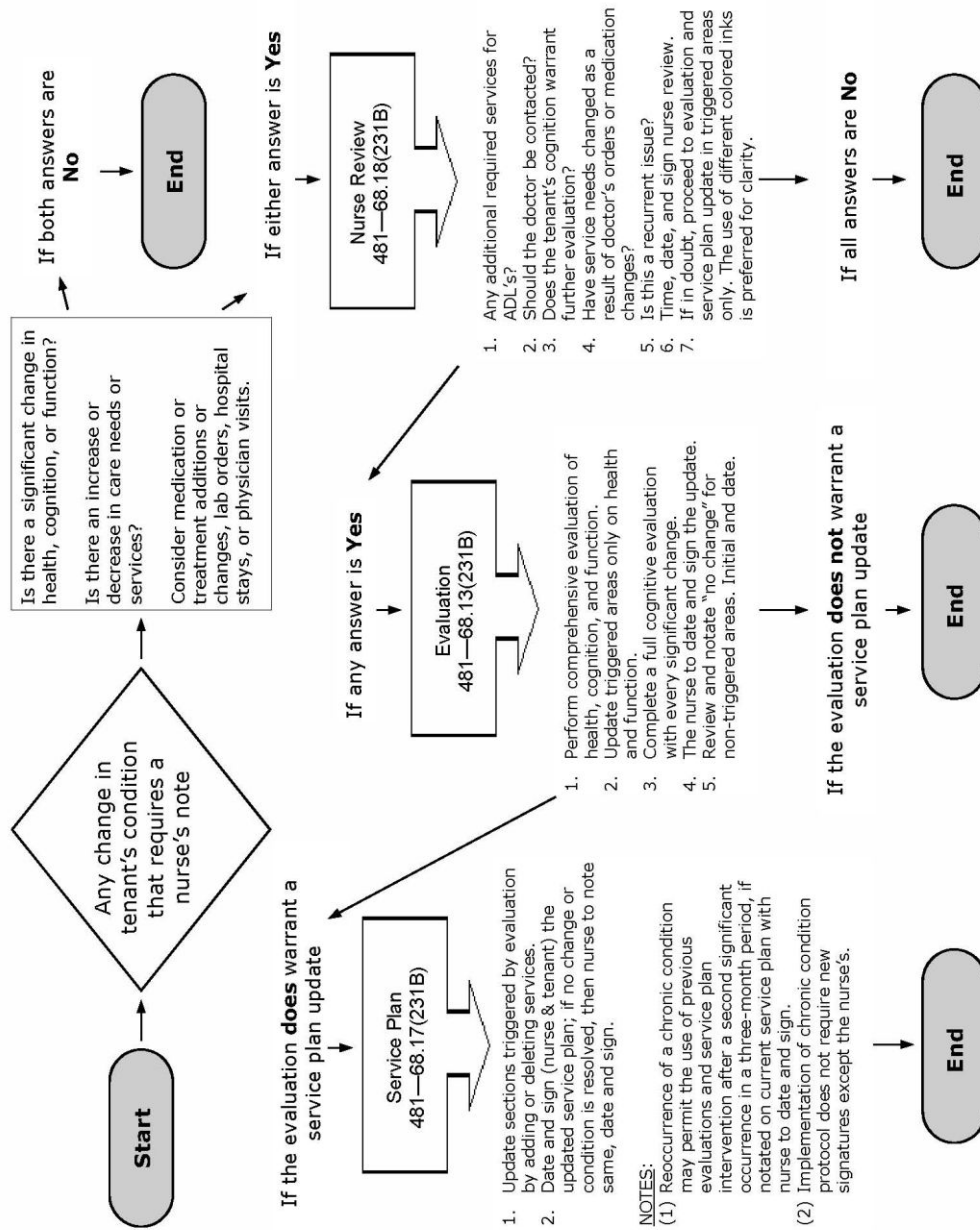 Start
Any change in
tenant's condition
that requires a
nurse's note
Is there a significant change in
health, cognition, or function?
Is there an increase or
decrease in care needs or
services?
Consider medication or
treatment additions or
changes, lab orders, hospital
stays, or physician visits.
If both answers are
No
End
If either answer is Yes
Nurse Review
481—68.18(231B)
1. Any additional required services for
ADL's?
2. Should the doctor be contacted?
3. Does the tenant's cognition warrant
further evaluation?
4. Have service needs changed as a
result of doctor's orders or medication
changes?
5. Is this a recurrent issue?
6. Time, date, and sign nurse review.
7. If in doubt, proceed to evaluation and
service plan update in triggered areas
only. The use of different colored inks
is preferred for clarity.
If all answers are No
End
If any answer is Yes
Evaluation
481—68.13(231B)
1. Perform comprehensive evaluation of
health, cognition, and function.
2. Update triggered areas only on health
and function.
3. Complete a full cognitive evaluation
with every significant change.
4. The nurse to date and sign the update.
5. Review and notate "no change" for
non-triggered areas. Initial and date.
If the evaluation does not warrant a
service plan update
End
If the evaluation does warrant a
service plan update
Service Plan
481—68.17(231B)
1. Update sections triggered by evaluation
by adding or deleting services.
2. Date and sign (nurse & tenant) the
updated service plan; if no change or
condition is resolved, then nurse to note
same, date and sign.
NOTES:
(1) Reoccurrence of a chronic condition
may permit the use of previous
evaluations and service plan
intervention after a second significant
occurrence in a three-month period, if
notated on current service plan with
nurse to date and sign.
(2) Implementation of chronic condition
protocol does not require new
signatures except the nurse's.
End